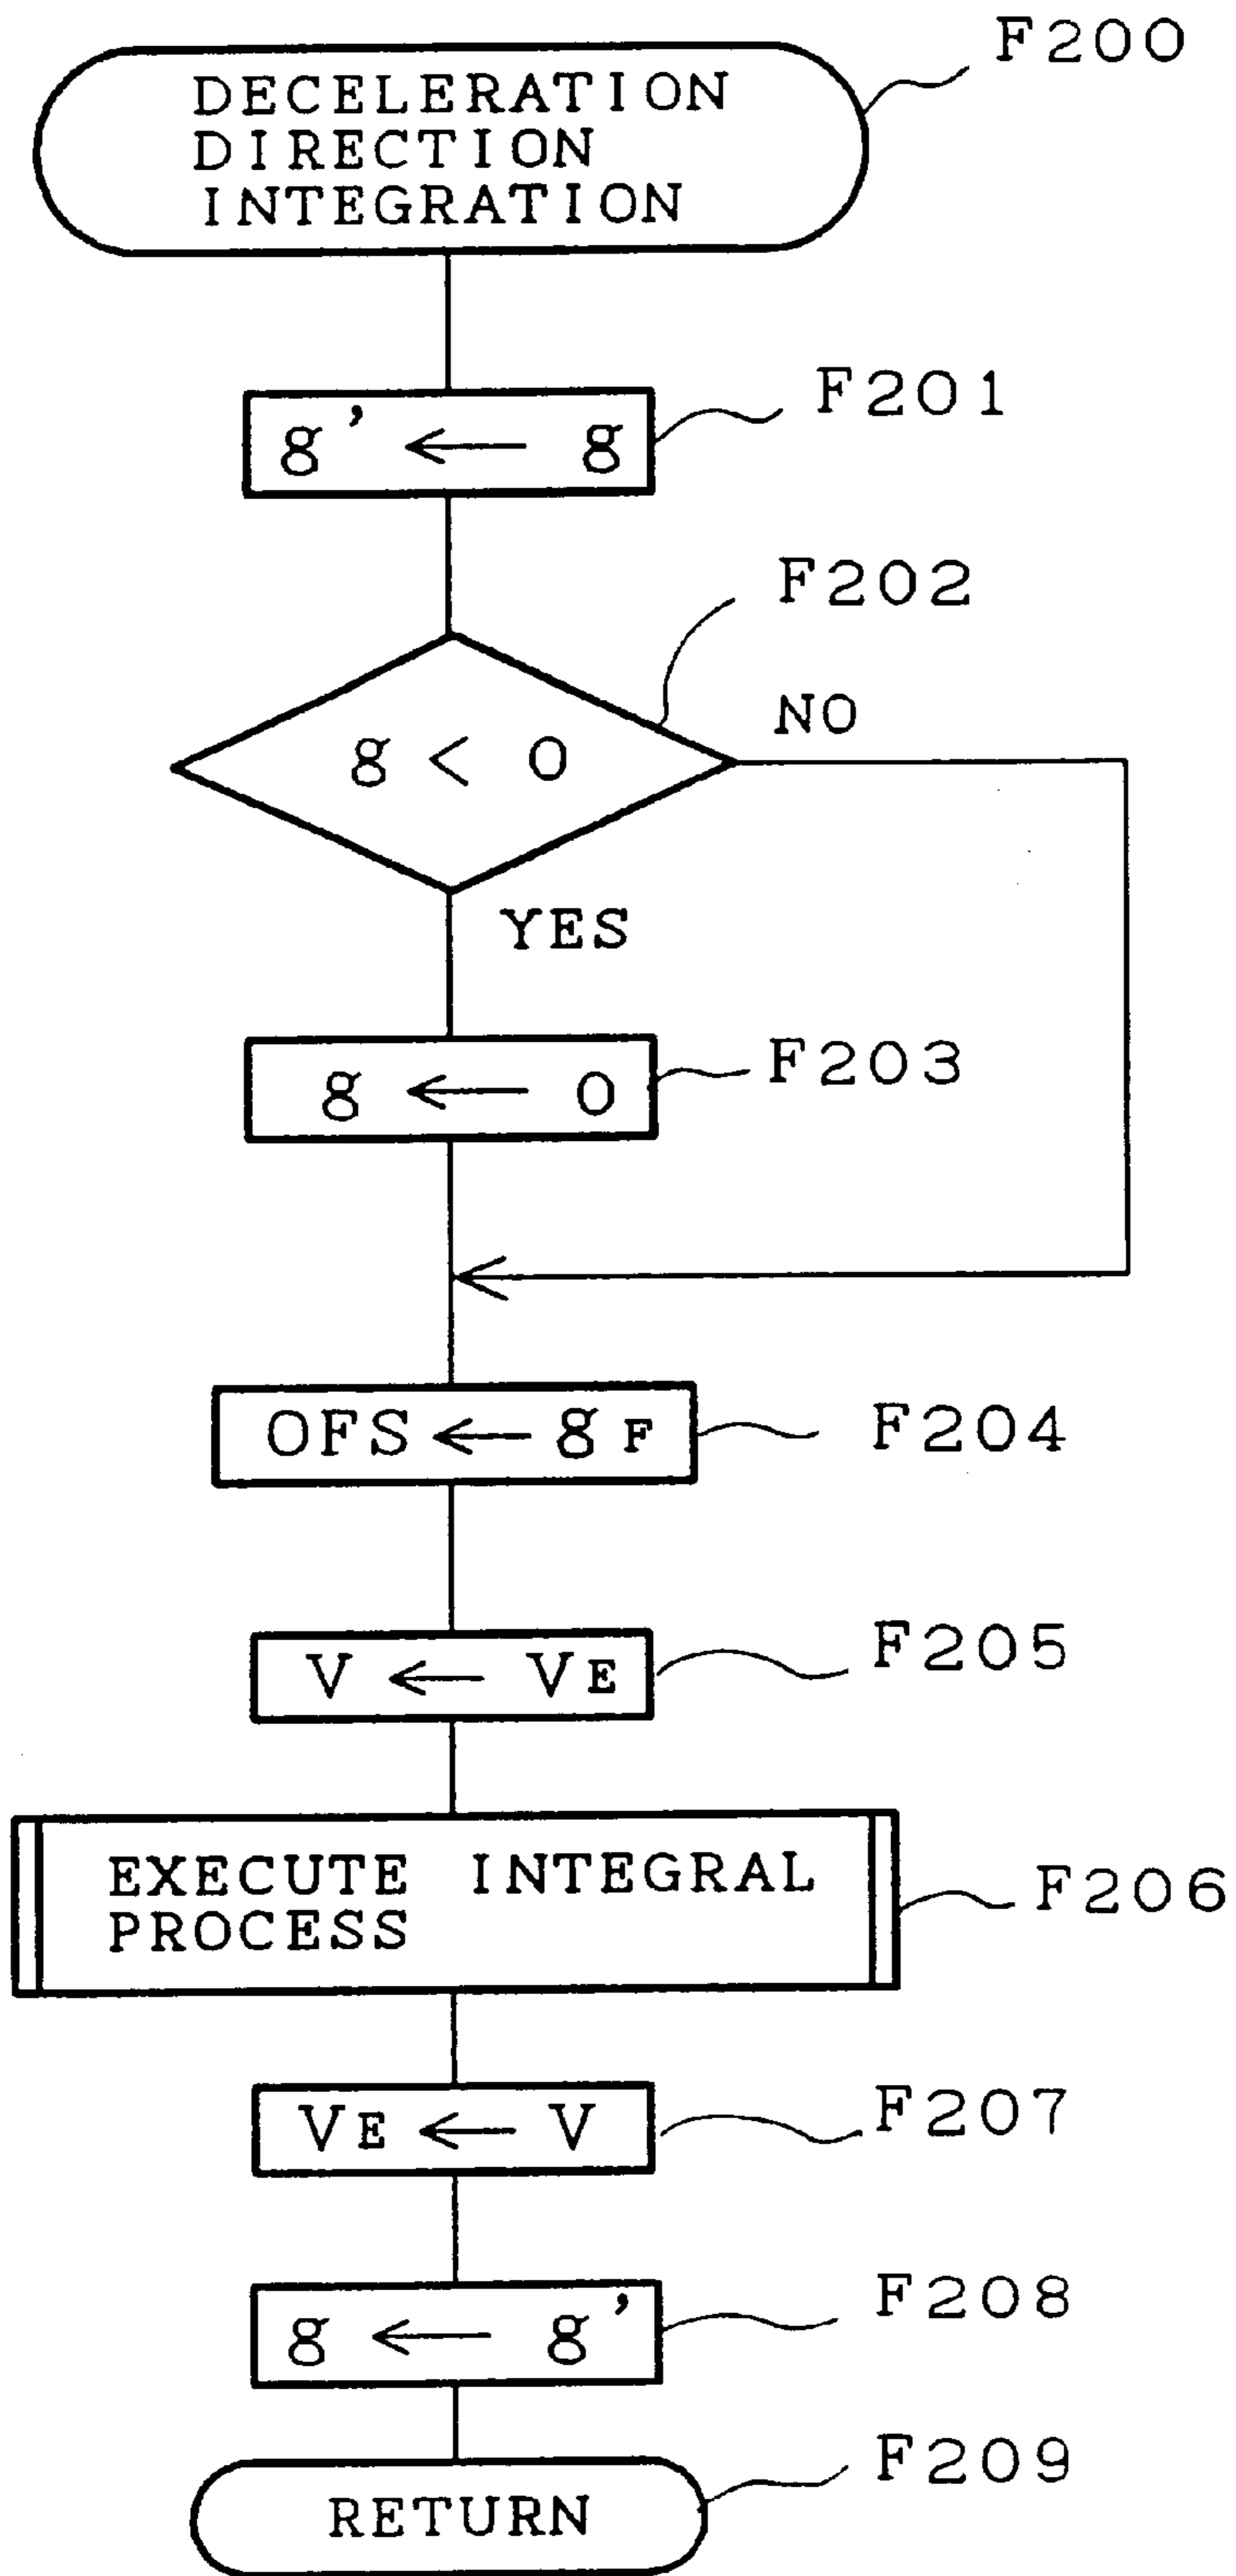 F200
DECELERATION
DIRECTION
INTEGRATION
F201
g' ← g
F202
g < 0
NO
YES
F203
g ← 0
OFS ← gF
F204
V ← VE
F205
EXECUTE INTEGRAL
PROCESS
F206
VE ← V
F207
g ← g'
F208
RETURN
F209